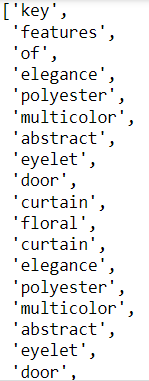 ['key',
'features',
'of',
'elegance',
'polyester',
'multicolor',
'abstract',
'eyelet',
'door',
'curtain',
'floral',
'curtain',
'elegance',
'polyester',
'multicolor',
'abstract',
'eyelet',
'door',